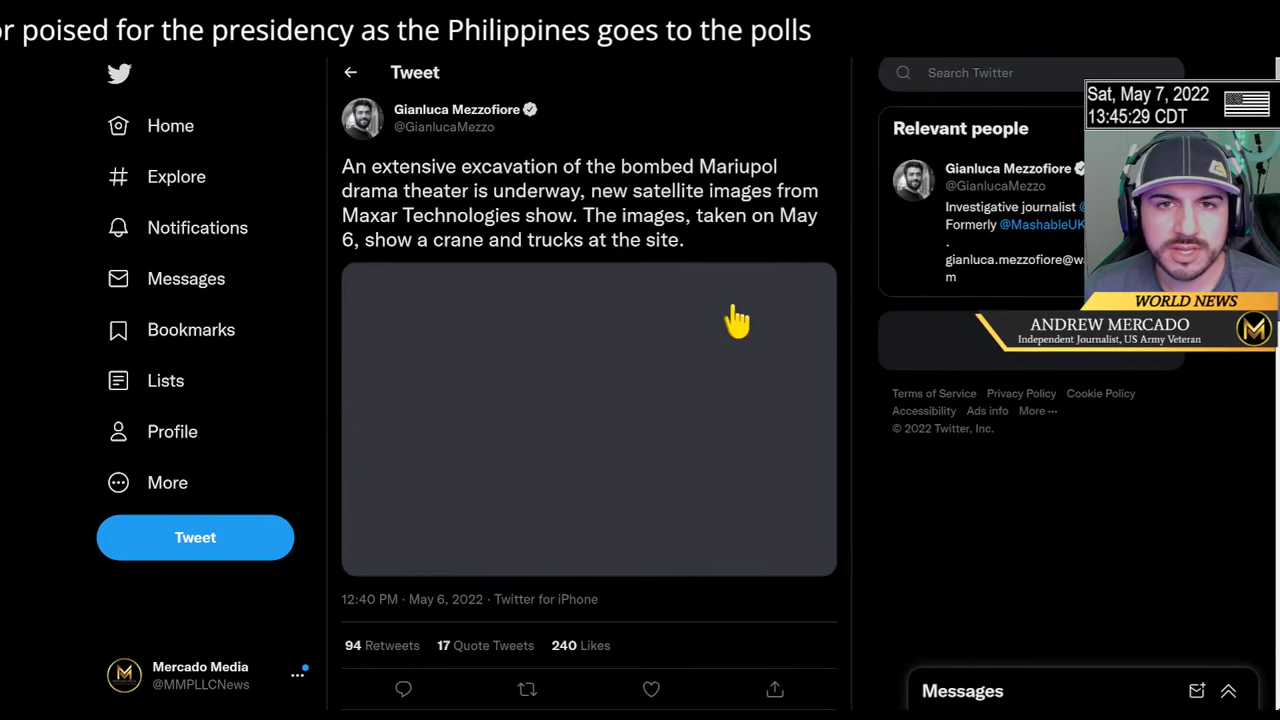 or poised for the presidency as the Philippines goes to the polls
Home
Explore
Notifications
Messages
Bookmarks
Lists
Profile
More
Tweet
Mercado Media
@MMPLLCNews
Tweet
Gianluca Mezzofiore
@GianlucaMezzo
An extensive excavation of the bombed Mariupol
drama theater is underway, new satellite images from
Maxar Technologies show. The images, taken on May
6, show a crane and trucks at the site.
12:40 PM · May 6, 2022 · Twitter for iPhone
94 Retweets 17 Quote Tweets 240 Likes
Search Twitter
Sat, May 7, 2022
13:45:29 CDT
Relevant people
Gianluca Mezzofiore
@GianlucaMezzo
Investigative journalist
Formerly @MashableUK
.
gianluca.mezzofiore@w
m
WORLD NEWS
ANDREW MERCADO
Independent Journalist, US Army Veteran
Terms of Service Privacy Policy Cookie Policy
Accessibility Ads info More ···
© 2022 Twitter, Inc.
Messages